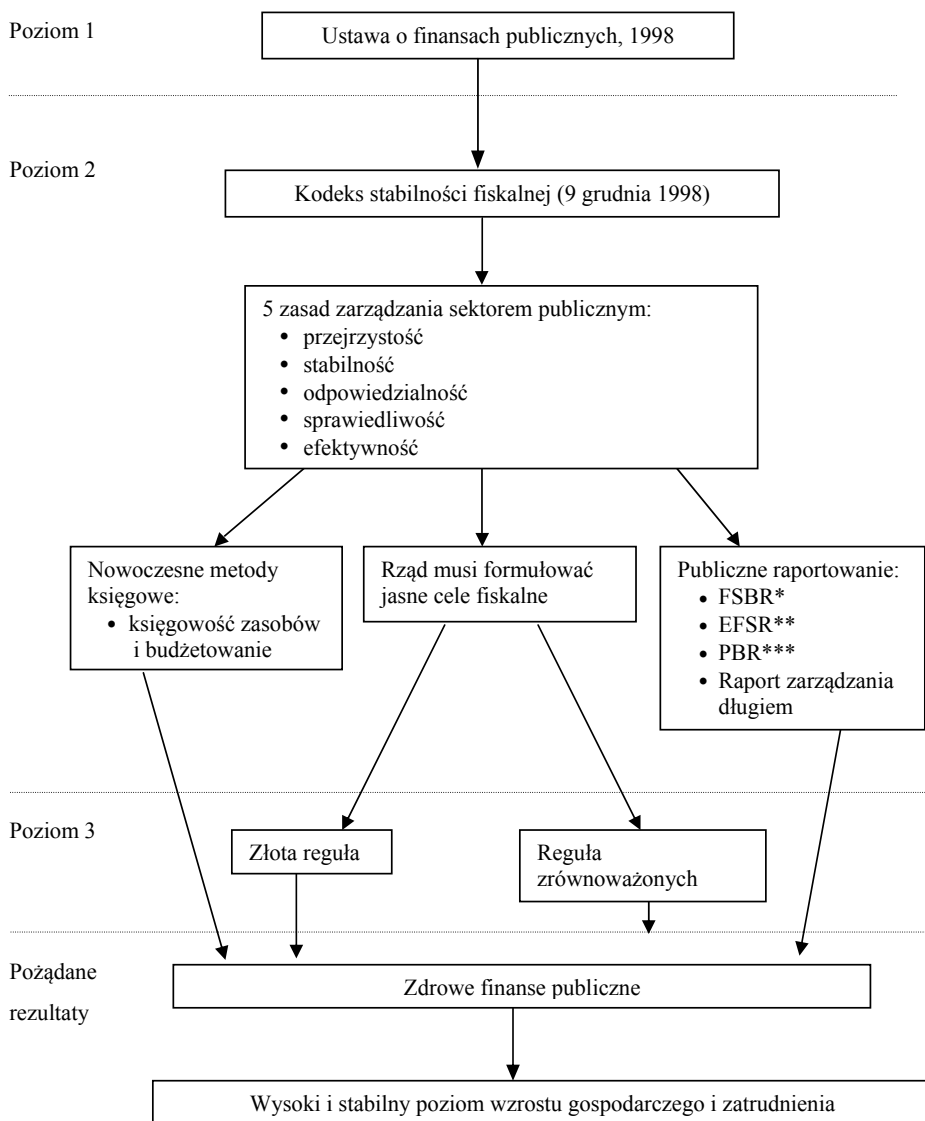 Poziom 1
Ustawa o finansach publicznych, 1998
Poziom 2
Kodeks stabilności fiskalnej (9 grudnia 1998)
5 zasad zarządzania sektorem publicznym:
• przejrzystość
• stabilność
• odpowiedzialność
• sprawiedliwość
• efektywność
Nowoczesne metody
księgowe:
• księgowość zasobów
i budżetowanie
Rząd musi formułować
jasne cele fiskalne
Publiczne raportowanie:
• FSBR*
• EFSR**
• PBR***
• Raport zarządzania
długiem
Poziom 3
Złota reguła
Reguła
zrównoważonych
Pożądane
rezultaty
Zdrowe finanse publiczne
Wysoki i stabilny poziom wzrostu gospodarczego i zatrudnienia